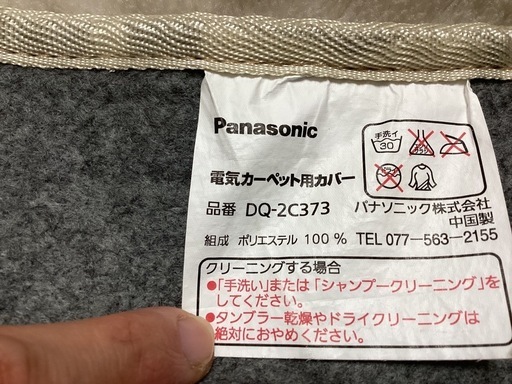 Panasonic
手洗イ
30
電気カーペット用カバー
品番 DQ-2C373
パナソニック株式会社
中国製
組成 ポリエステル 100 % TEL 077-563-2155
クリーニングする場合
●「手洗い」または「シャンプークリーニング」を
してください。
●タンブラー乾燥やドライクリーニングは
絶対におやめください。